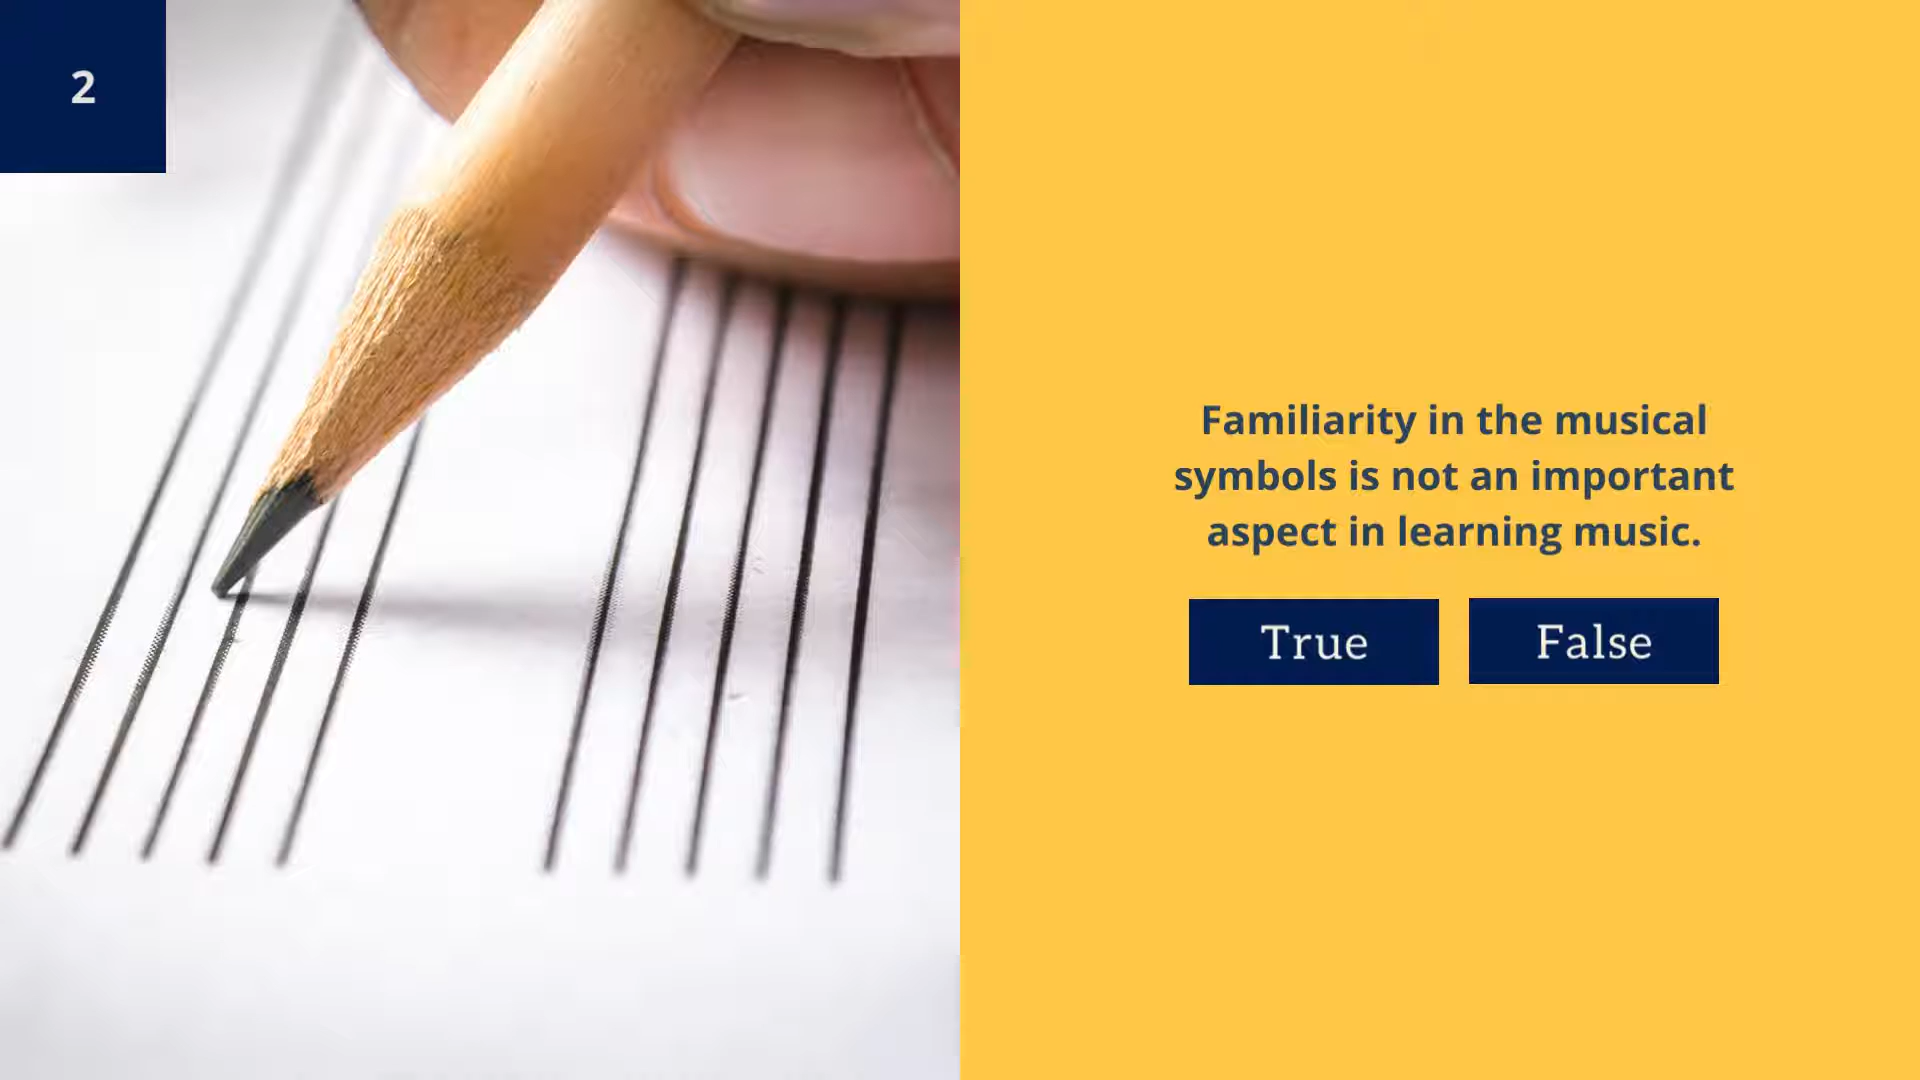 2
Familiarity in the musical
symbols is not an important
aspect in learning music.
True
False